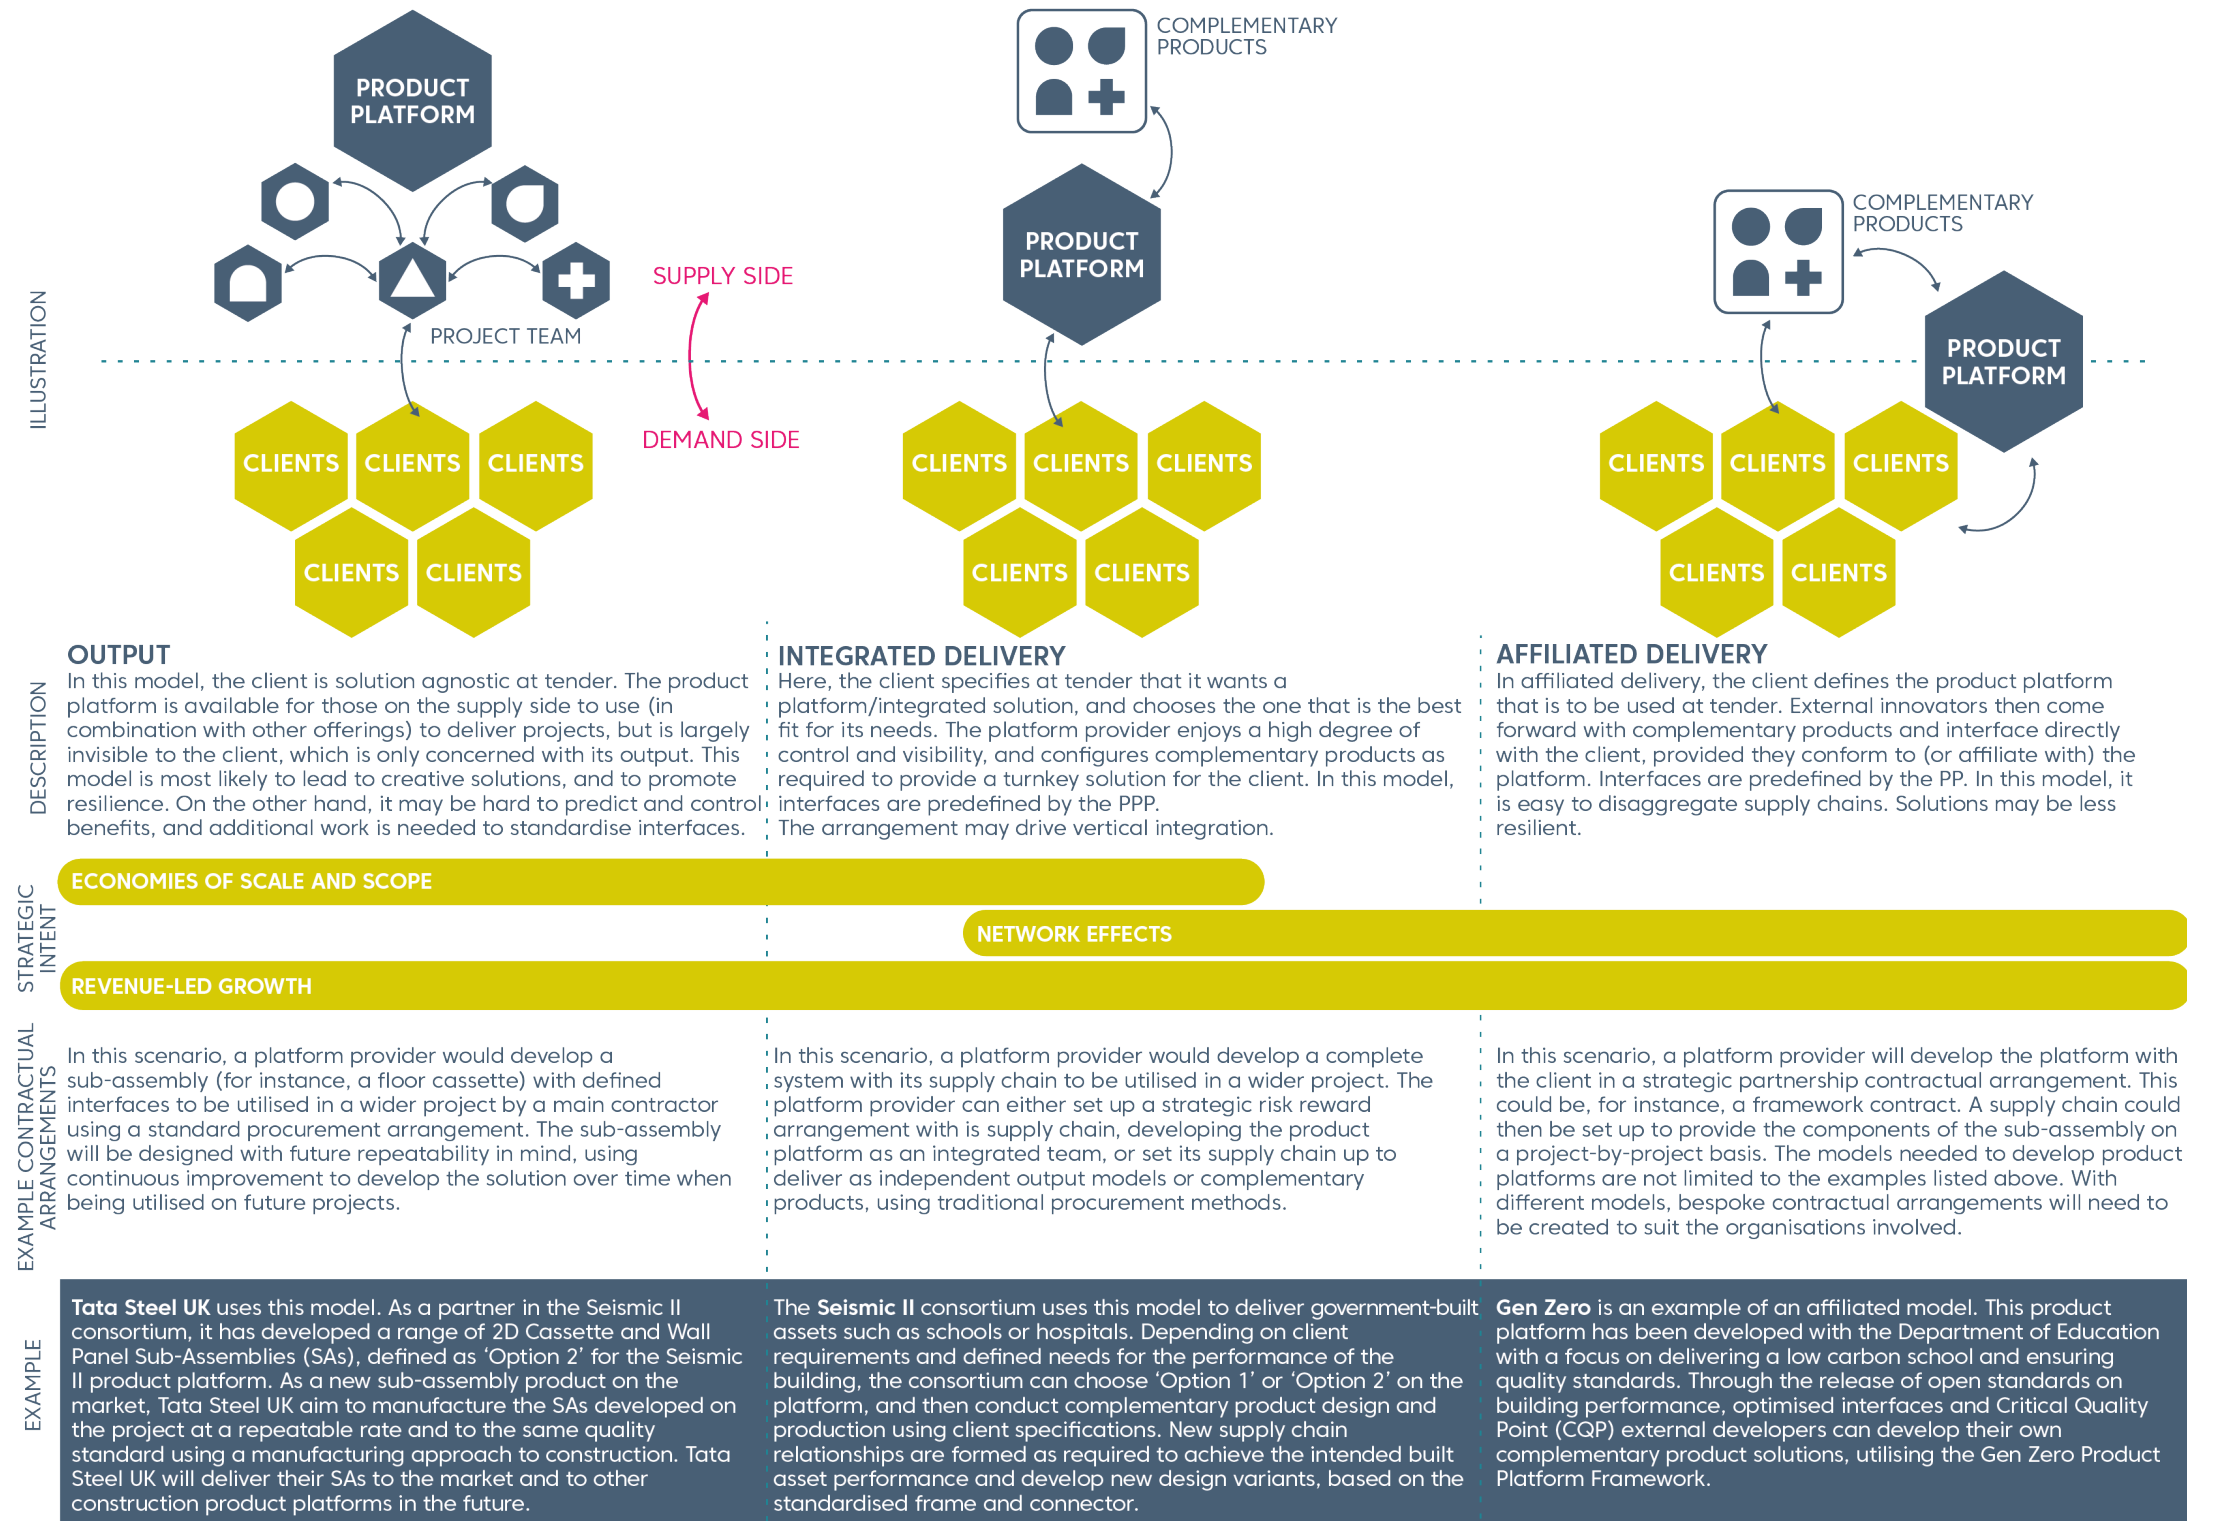 PRODUCT
PLATFORM
PROJECT TEAM
CLIENTS
CLIENTS
CLIENTS
CLIENTS
CLIENTS
SUPPLY SIDE
DEMAND SIDE
COMPLEMENTARY
PRODUCTS
PRODUCT
PLATFORM
CLIENTS
CLIENTS
CLIENTS
CLIENTS
CLIENTS
COMPLEMENTARY
PRODUCTS
PRODUCT
PLATFORM
CLIENTS
CLIENTS
CLIENTS
CLIENTS
CLIENTS
ILLUSTRATION
DESCRIPTION
OUTPUT
In this model, the client is solution agnostic at tender. The product
platform is available for those on the supply side to use (in
combination with other offerings) to deliver projects, but is largely
invisible to the client, which is only concerned with its output. This
model is most likely to lead to creative solutions, and to promote
resilience. On the other hand, it may be hard to predict and control
benefits, and additional work is needed to standardise interfaces.
INTEGRATED DELIVERY
Here, the client specifies at tender that it wants a
platform/integrated solution, and chooses the one that is the best
fit for its needs. The platform provider enjoys a high degree of
control and visibility, and configures complementary products as
required to provide a turnkey solution for the client. In this model,
interfaces are predefined by the PPP.
The arrangement may drive vertical integration.
AFFILIATED DELIVERY
In affiliated delivery, the client defines the product platform
that is to be used at tender. External innovators then come
forward with complementary products and interface directly
with the client, provided they conform to (or affiliate with) the
platform. Interfaces are predefined by the PP. In this model, it
is easy to disaggregate supply chains. Solutions may be less
resilient.
STRATEGIC
INTENT
ECONOMIES OF SCALE AND SCOPE
NETWORK EFFECTS
REVENUE-LED GROWTH
EXAMPLE CONTRACTUAL
ARRANGEMENTS
In this scenario, a platform provider would develop a
sub-assembly (for instance, a floor cassette) with defined
interfaces to be utilised in a wider project by a main contractor
using a standard procurement arrangement. The sub-assembly
will be designed with future repeatability in mind, using
continuous improvement to develop the solution over time when
being utilised on future projects.
In this scenario, a platform provider would develop a complete
system with its supply chain to be utilised in a wider project. The
platform provider can either set up a strategic risk reward
arrangement with is supply chain, developing the product
platform as an integrated team, or set its supply chain up to
deliver as independent output models or complementary
products, using traditional procurement methods.
In this scenario, a platform provider will develop the platform with
the client in a strategic partnership contractual arrangement. This
could be, for instance, a framework contract. A supply chain could
then be set up to provide the components of the sub-assembly on
a project-by-project basis. The models needed to develop product
platforms are not limited to the examples listed above. With
different models, bespoke contractual arrangements will need to
be created to suit the organisations involved.
EXAMPLE
Tata Steel UK uses this model. As a partner in the Seismic II
consortium, it has developed a range of 2D Cassette and Wall
Panel Sub-Assemblies (SAs), defined as ‘Option 2’ for the Seismic
II product platform. As a new sub-assembly product on the
market, Tata Steel UK aim to manufacture the SAs developed on
the project at a repeatable rate and to the same quality
standard using a manufacturing approach to construction. Tata
Steel UK will deliver their SAs to the market and to other
construction product platforms in the future.
The Seismic II consortium uses this model to deliver government-built
assets such as schools or hospitals. Depending on client
requirements and defined needs for the performance of the
building, the consortium can choose ‘Option 1’ or ‘Option 2’ on the
platform, and then conduct complementary product design and
production using client specifications. New supply chain
relationships are formed as required to achieve the intended built
asset performance and develop new design variants, based on the
standardised frame and connector.
Gen Zero is an example of an affiliated model. This product
platform has been developed with the Department of Education
with a focus on delivering a low carbon school and ensuring
quality standards. Through the release of open standards on
building performance, optimised interfaces and Critical Quality
Point (CQP) external developers can develop their own
complementary product solutions, utilising the Gen Zero Product
Platform Framework.